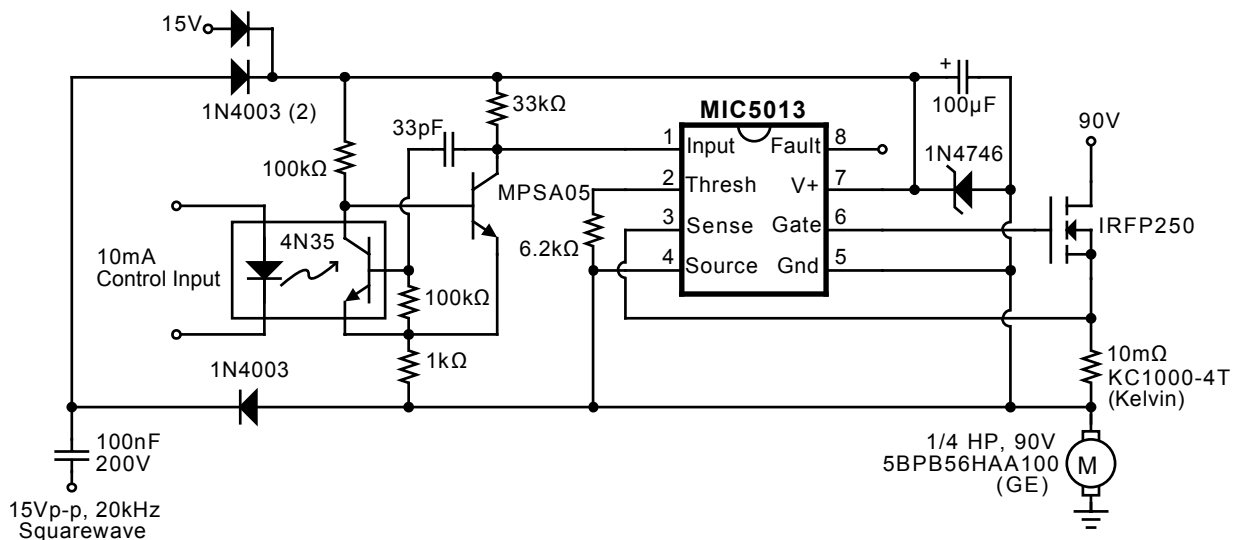 15V
1N4003 (2)
100kΩ
33pF
33kΩ
MPSA05
MIC5013
1
Input
Fault
8
2
Thresh
V+
7
3
Sense
Gate
6
4
Source
Gnd
5
6.2kΩ
+
100µF
1N4746
90V
IRFP250
10mA
Control Input
4N35
100kΩ
1kΩ
1N4003
10mΩ
KC1000-4T
(Kelvin)
100nF
200V
15Vp-p, 20kHz
Squarewave
1/4 HP, 90V
5BPB56HAA100
(GE)
M